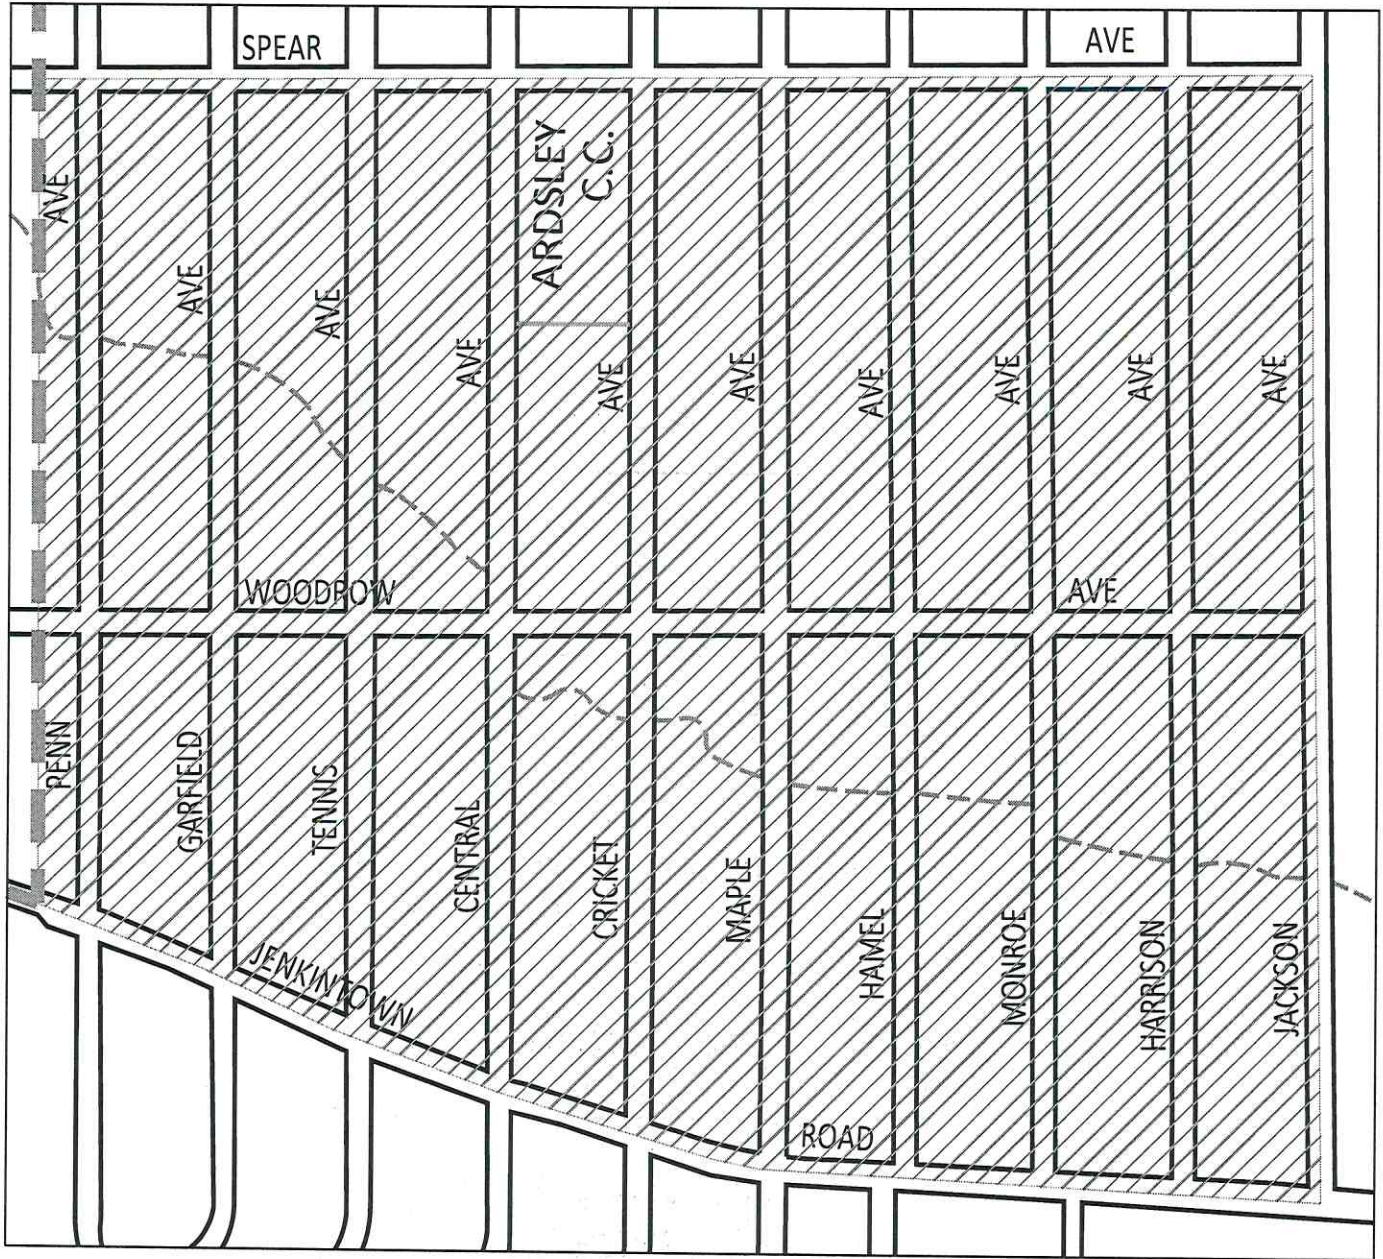 SPEAR AVE
ARDSLEY
C.C.
AVE
AVE
AVE
AVE
AVE
AVE
AVE
AVE
AVE
AVE
WOODROW AVE
PENN
GARFIELD
TENNIS
CENTRAL
CRICKET
MAPLE
HAMEL
MONROE
HARRISON
JACKSON
JENKINTOWN ROAD